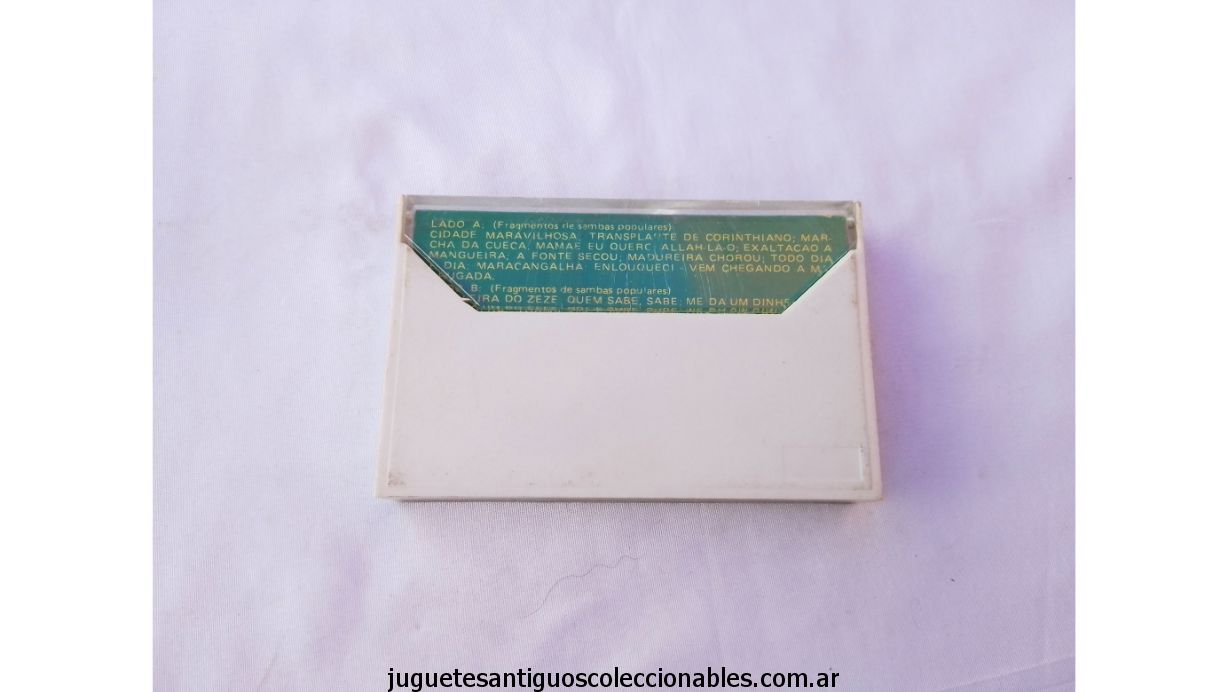 LADO A: (Fragmentos de sambas populares)
CIDADE MARAVILHOSA; TRANSPLANTE DE CORINTHIANO; MAR-
CHA DA CUECA; MAMAE EU QUERO; ALLAH-LA-O; EXALTACAO A
MANGUEIRA; A FONTE SECOU; MADUREIRA CHOROU; TODO DIA
DIA; MARACANGALHA; ENLOUQUECI - VEM CHEGANDO A
B: (Fragmentos de sambas populares)
DO ZEZE; QUEM SABE, SABE; ME DA UM
juguetesantiguoscoleccionables.com.ar